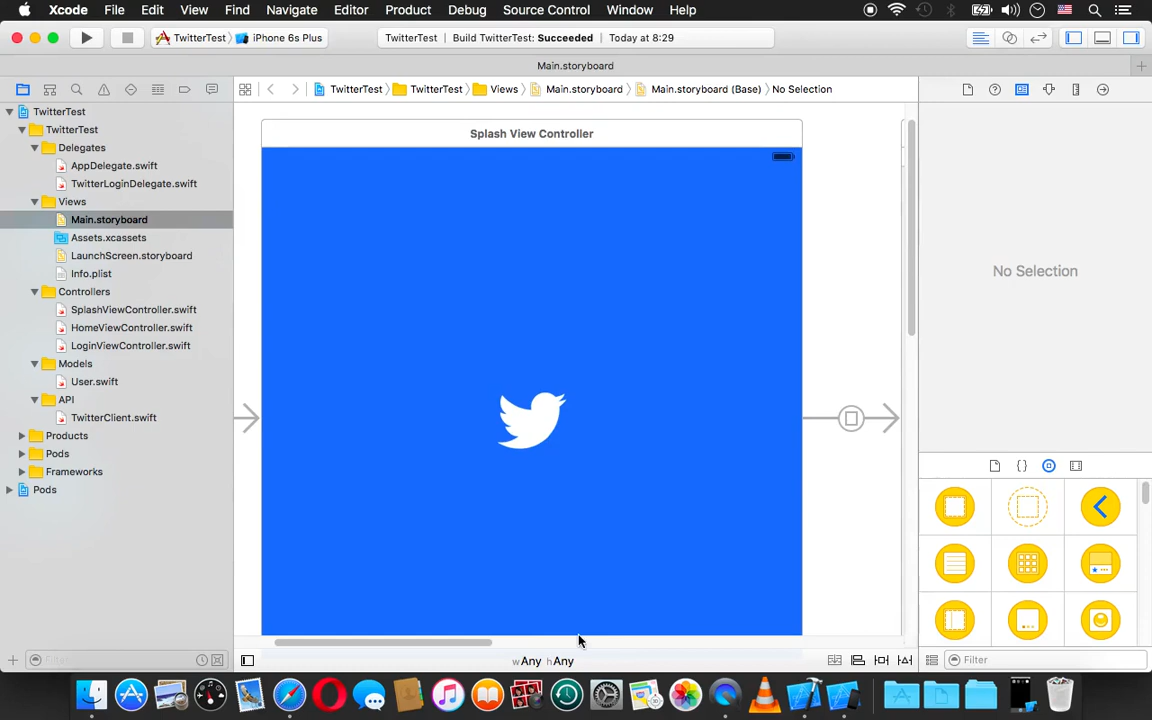 Xcode File Edit View Find Navigate Editor Product Debug Source Control Window Help
TwitterTest iPhone 6s Plus TwitterTest Build TwitterTest: Succeeded Today at 8:29
Main.storyboard
TwitterTest TwitterTest Views Main.storyboard Main.storyboard (Base) No Selection
TwitterTest
TwitterTest
Delegates
AppDelegate.swift
TwitterLoginDelegate.swift
Views
Main.storyboard
Assets.xcassets
LaunchScreen.storyboard
Info.plist
Controllers
SplashViewController.swift
HomeViewController.swift
LoginViewController.swift
Models
User.swift
API
TwitterClient.swift
Products
Pods
Frameworks
Pods
Filter
Splash View Controller
wAny hAny
No Selection
Filter